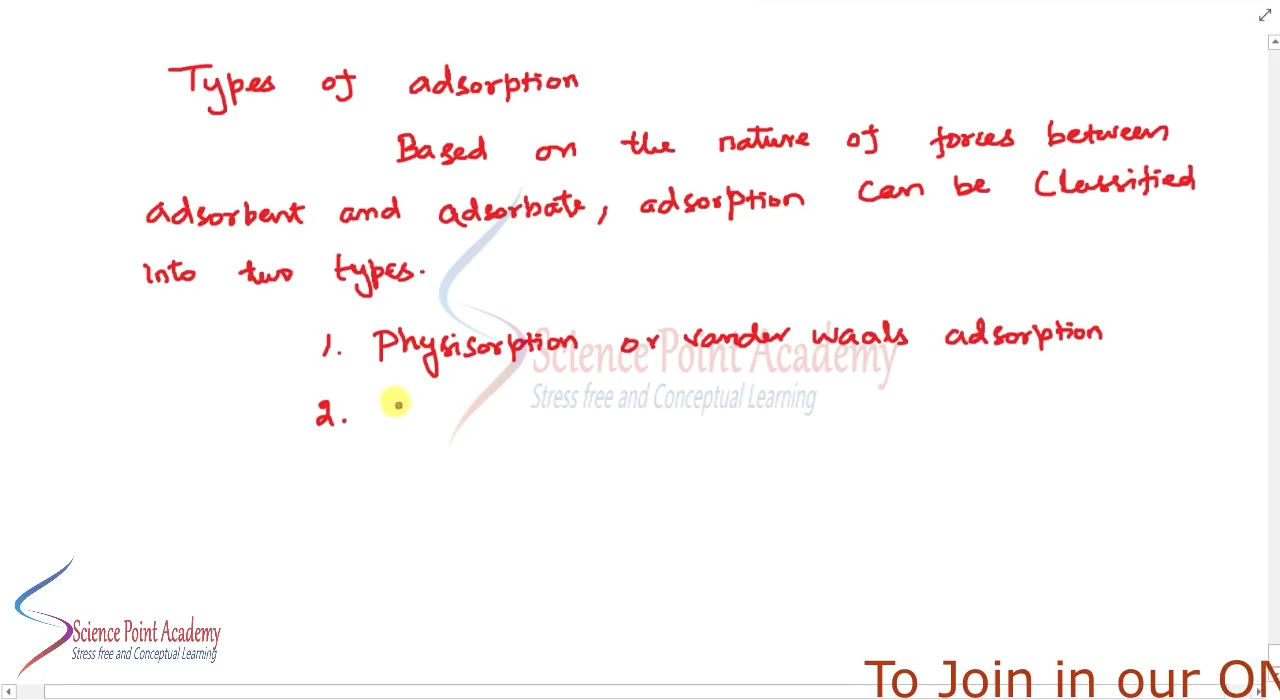 Types of adsorption
Based on the nature of forces between
adsorbent and adsorbate, adsorption can be classified
into two types.
1. Physisorption or vander waals adsorption
Science Point Academy
Stress free and Conceptual Learning
2.
Science Point Academy
Stress free and Conceptual Learning
To Join in our ON